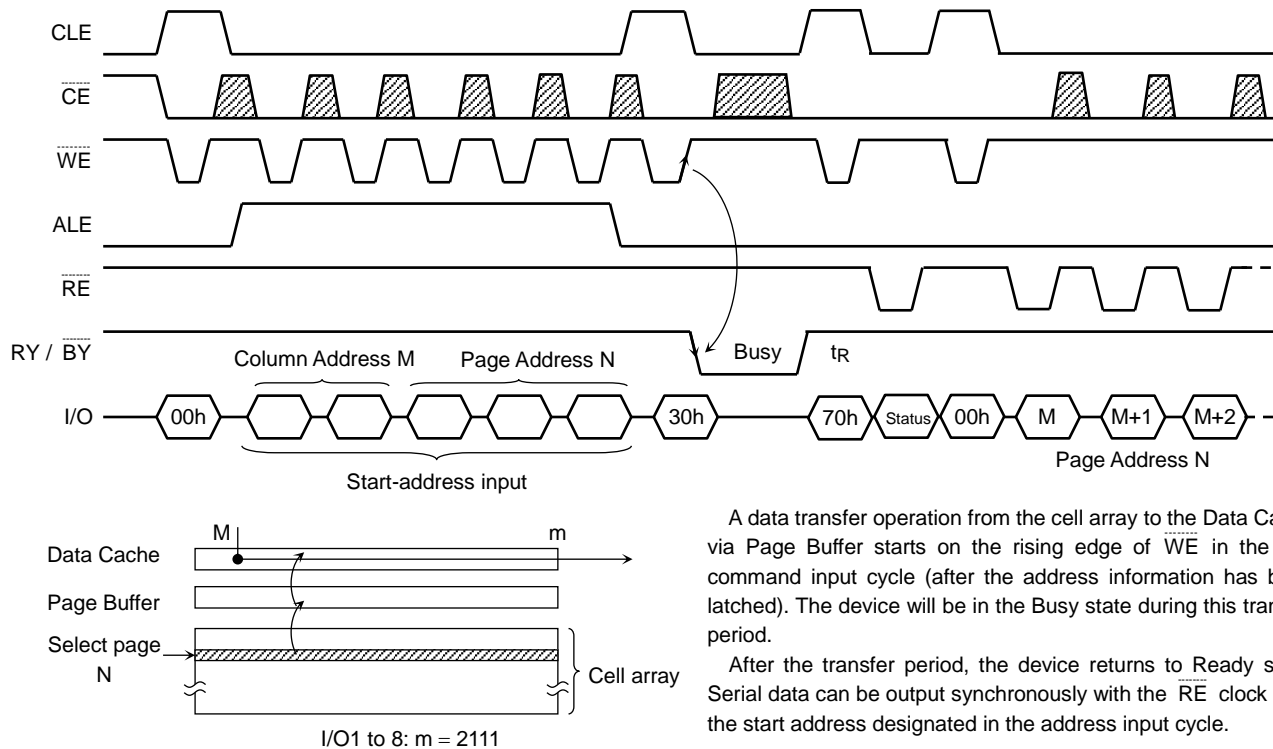 CLE
CE
WE
ALE
RE
RY / BY Busy tR
Column Address M Page Address N
I/O 00h 30h 70h Status 00h M M+1 M+2
Page Address N
Start-address input
M m
Data Cache
Page Buffer
Select page
N
Cell array
I/O1 to 8: m = 2111
A data transfer operation from the cell array to the Data
via Page Buffer starts on the rising edge of WE in the
command input cycle (after the address information has
latched). The device will be in the Busy state during this
period.
After the transfer period, the device returns to Ready
Serial data can be output synchronously with the RE clock
the start address designated in the address input cycle.